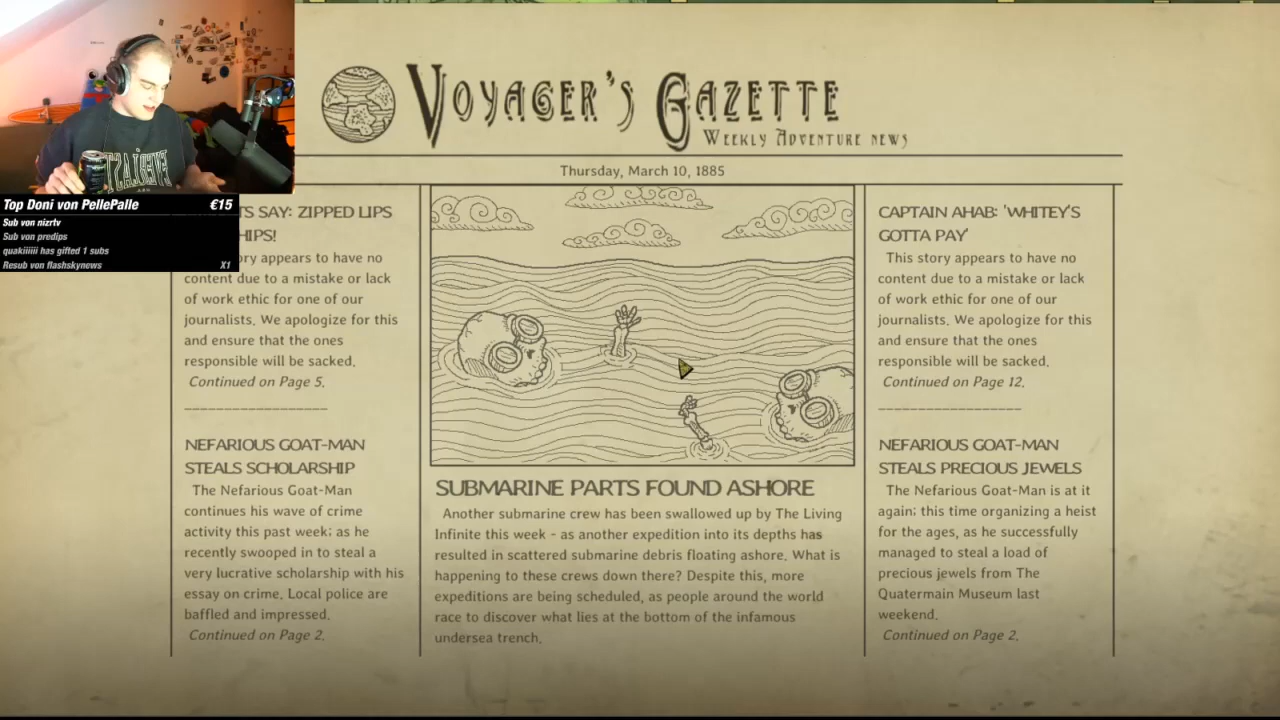 Top Doni von PellePalle €15
Sub von nizrtv
Sub von predips
quakiiiiii has gifted 1 subs
Resub von flashskynews X1
VOYAGER'S GAZETTE
WEEKLY ADVENTURE NEWS
Thursday, March 10, 1885
SAY: ZIPPED LIPS
appears to have no
content due to a mistake or lack
of work ethic for one of our
journalists. We apologize for this
and ensure that the ones
responsible will be sacked.
Continued on Page 5.
NEFARIOUS GOAT-MAN
STEALS SCHOLARSHIP
The Nefarious Goat-Man
continues his wave of crime
activity this past week; as he
recently swooped in to steal a
very lucrative scholarship with his
essay on crime. Local police are
baffled and impressed.
Continued on Page 2.
SUBMARINE PARTS FOUND ASHORE
Another submarine crew has been swallowed up by The Living
Infinite this week - as another expedition into its depths has
resulted in scattered submarine debris floating ashore. What is
happening to these crews down there? Despite this, more
expeditions are being scheduled, as people around the world
race to discover what lies at the bottom of the infamous
undersea trench.
CAPTAIN AHAB: 'WHITEY'S
GOTTA PAY'
This story appears to have no
content due to a mistake or lack
of work ethic for one of our
journalists. We apologize for this
and ensure that the ones
responsible will be sacked.
Continued on Page 12.
NEFARIOUS GOAT-MAN
STEALS PRECIOUS JEWELS
The Nefarious Goat-Man is at it
again; this time organizing a heist
for the ages, as he successfully
managed to steal a load of
precious jewels from The
Quatermain Museum last
weekend.
Continued on Page 2.